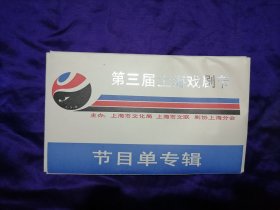 第三届上海戏剧节
主办：上海市文化局 上海市文联 剧协上海分会
节目单专辑